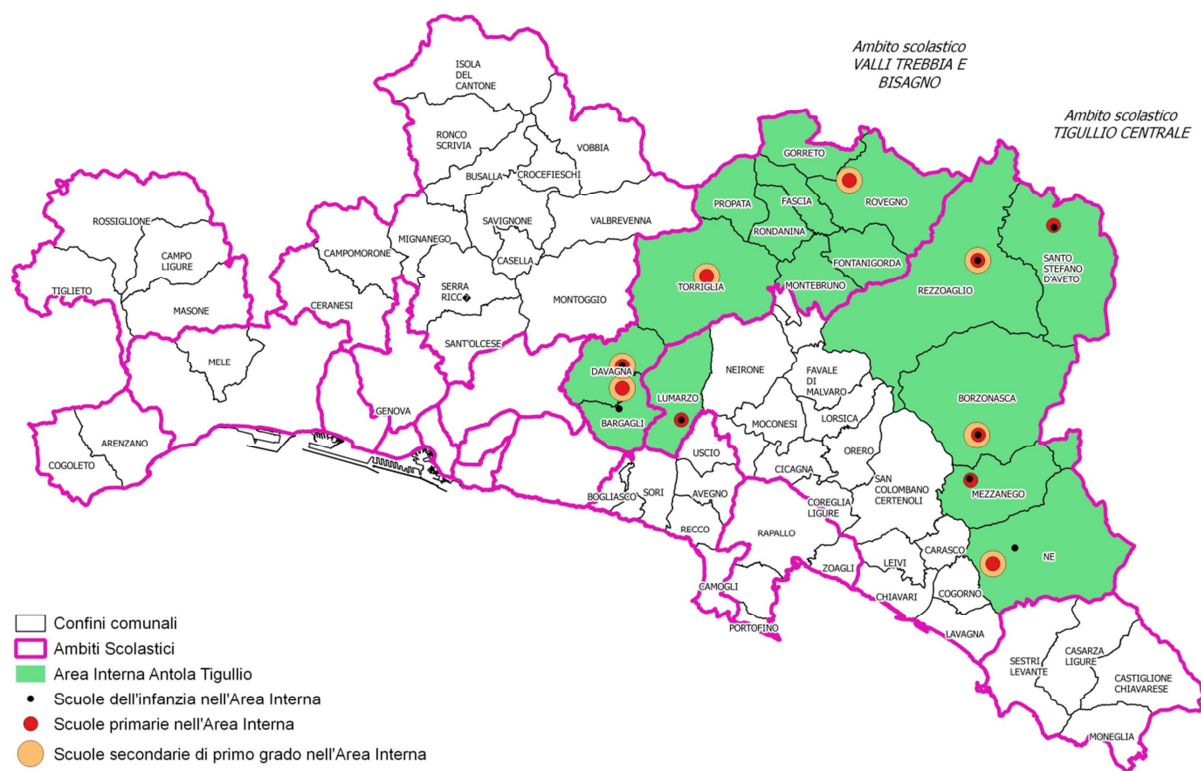 Ambito scolastico
VALLI TREBBIA E
BISAGNO
Ambito scolastico
TIGULLIO CENTRALE
ISOLA
DEL
CANTONE
RONCO
SCRIVIA
VOBBIA
CROCEFIESCHI
BUSALLA
GORRETO
ROVEGNO
PROPATA
FASCIA
RONDANINA
ROSSIGLIONE
CAMPO
LIGURE
TIGLIETO
MASONE
CAMPOMORONE
MIGNANEGO
SAVIGNONE
VALBREVENNA
CASELLA
FONTANIGORDA
MONTEBRUNO
SANTO
STEFANO
D'AVETO
REZZOAGLIO
TORRIGLIA
SERRA
RICC�
CERANESI
MONTOGGIO
SANT'OLCESE
MELE
GENOVA
DAVAGNA
BARGAGLI
LUMARZO
NEIRONE
FAVALE
DI
MALVARO
LORSICA
MOCONESI
BORZONASCA
ARENZANO
COGOLETO
USCIO
CICAGNA
ORERO
SAN
COLOMBANO
CERTENOLI
MEZZANEGO
BOGLIASCO
SORI
AVEGNO
RECCO
COREGLIA
LIGURE
RAPALLO
ZOAGLI
LEIVI
CARASCO
CHIAVARI
COGORNO
NE
CAMOGLI
PORTOFINO
LAVAGNA
SESTRI
LEVANTE
CASARZA
LIGURE
CASTIGLIONE
CHIAVARESE
MONEGLIA
Confini comunali
Ambiti Scolastici
Area Interna Antola Tigullio
Scuole dell'infanzia nell'Area Interna
Scuole primarie nell'Area Interna
Scuole secondarie di primo grado nell'Area Interna